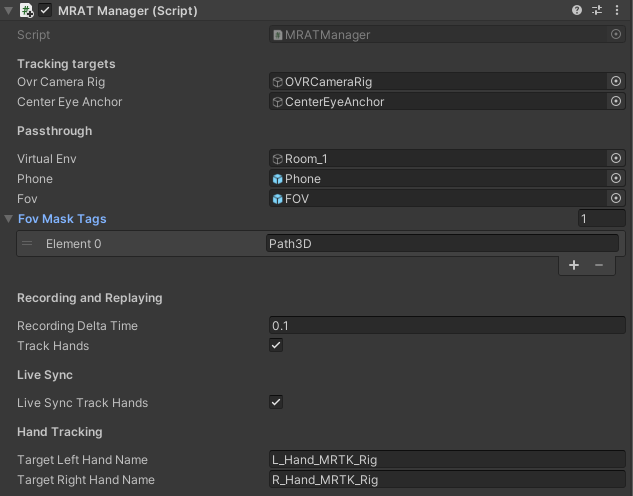 MRAT Manager (Script)
Script MRATManager
Tracking targets
Ovr Camera Rig OVRCameraRig
Center Eye Anchor CenterEyeAnchor
Passthrough
Virtual Env Room_1
Phone Phone
Fov FOV
Fov Mask Tags 1
Element 0 Path3D
Recording and Replaying
Recording Delta Time 0.1
Track Hands
Live Sync
Live Sync Track Hands
Hand Tracking
Target Left Hand Name L_Hand_MRTK_Rig
Target Right Hand Name R_Hand_MRTK_Rig